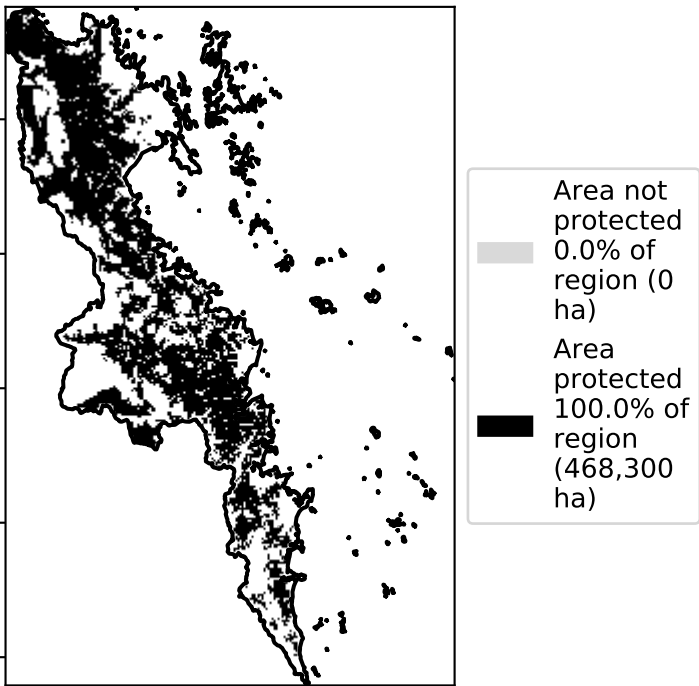 Area not
protected
0.0% of
region (0
ha)
Area
protected
100.0% of
region
(468,300
ha)